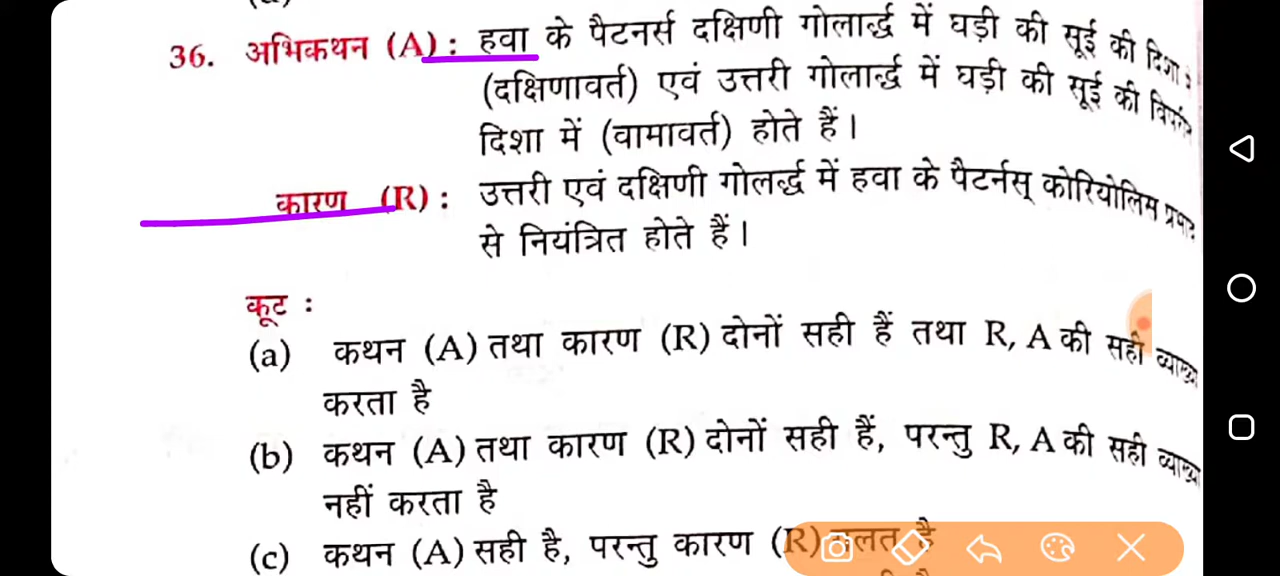 36. अभिकथन (A) : हवा के पैटनर्स दक्षिणी गोलार्द्ध में घड़ी की सूई की दिशा
(दक्षिणावर्त) एवं उत्तरी गोलार्द्ध में घड़ी की सूई की
दिशा में (वामावर्त) होते हैं।
कारण (R) : उत्तरी एवं दक्षिणी गोलर्द्ध में हवा के पैटर्नस् कोरियोलिस
से नियंत्रित होते हैं।
कूट :
(a) कथन (A) तथा कारण (R) दोनों सही हैं तथा R, A की सही
करता है
(b) कथन (A) तथा कारण (R) दोनों सही हैं, परन्तु R, A की सही
नहीं करता है
(c) कथन (A) सही है, परन्तु कारण (R) गलत है